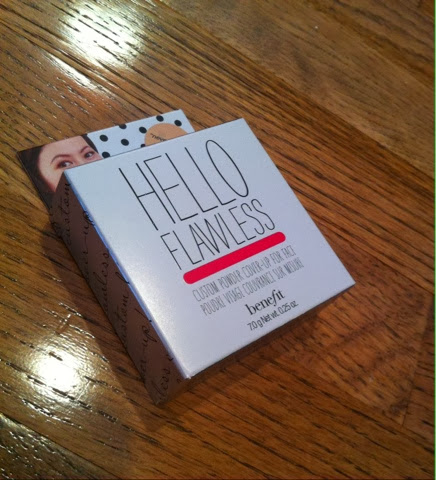 HELLO
FLAWLESS
CUSTOM POWDER COVER-UP FOR FACE
POUDRE VISAGE COUVRANCE SUR MESURE
benefit
7.0 g Net wt. 0.25 oz.